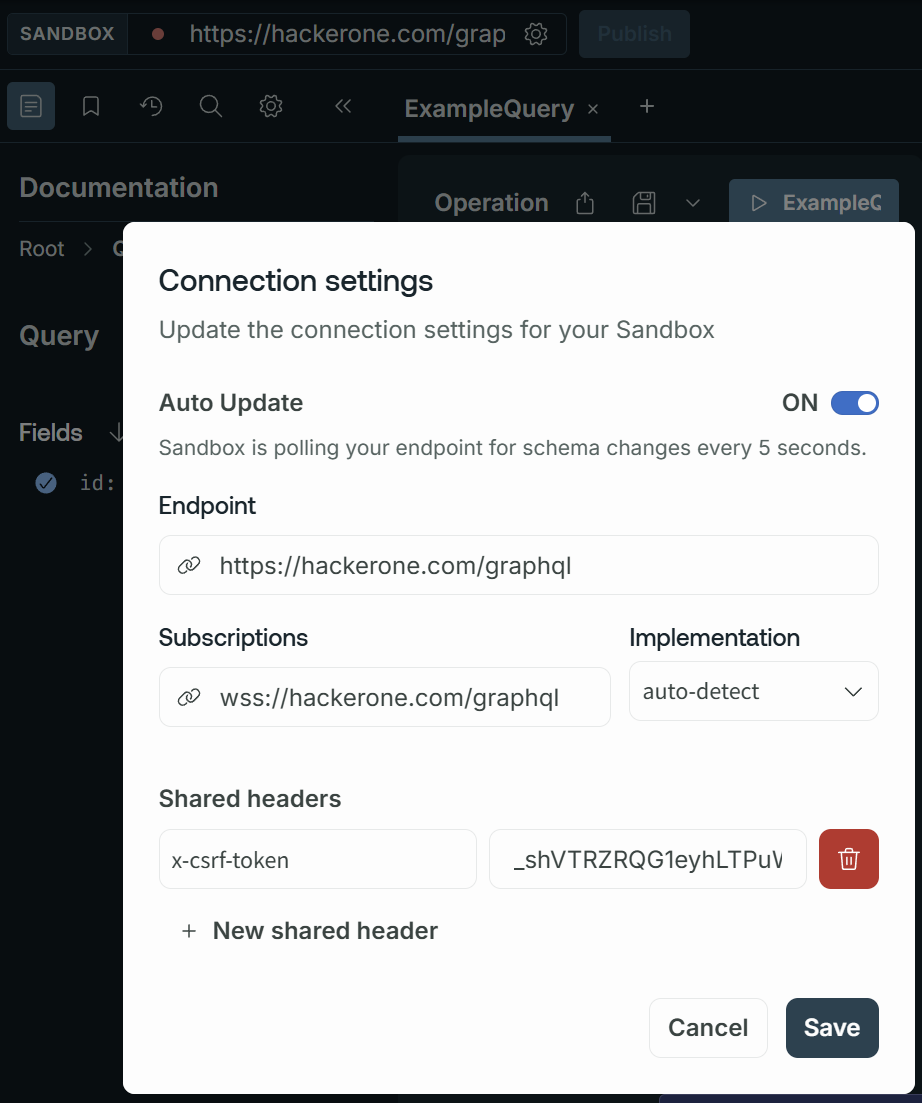 SANDBOX https://hackerone.com/grap Publish
ExampleQuery
Documentation
Operation ExampleQ
Root > Q
Connection settings
Update the connection settings for your Sandbox
Query
Auto Update ON
Fields
Sandbox is polling your endpoint for schema changes every 5 seconds.
id:
Endpoint
https://hackerone.com/graphql
Subscriptions Implementation
wss://hackerone.com/graphql auto-detect
Shared headers
x-csrf-token _shVTRZRQG1eyhLTPuV
+ New shared header
Cancel Save